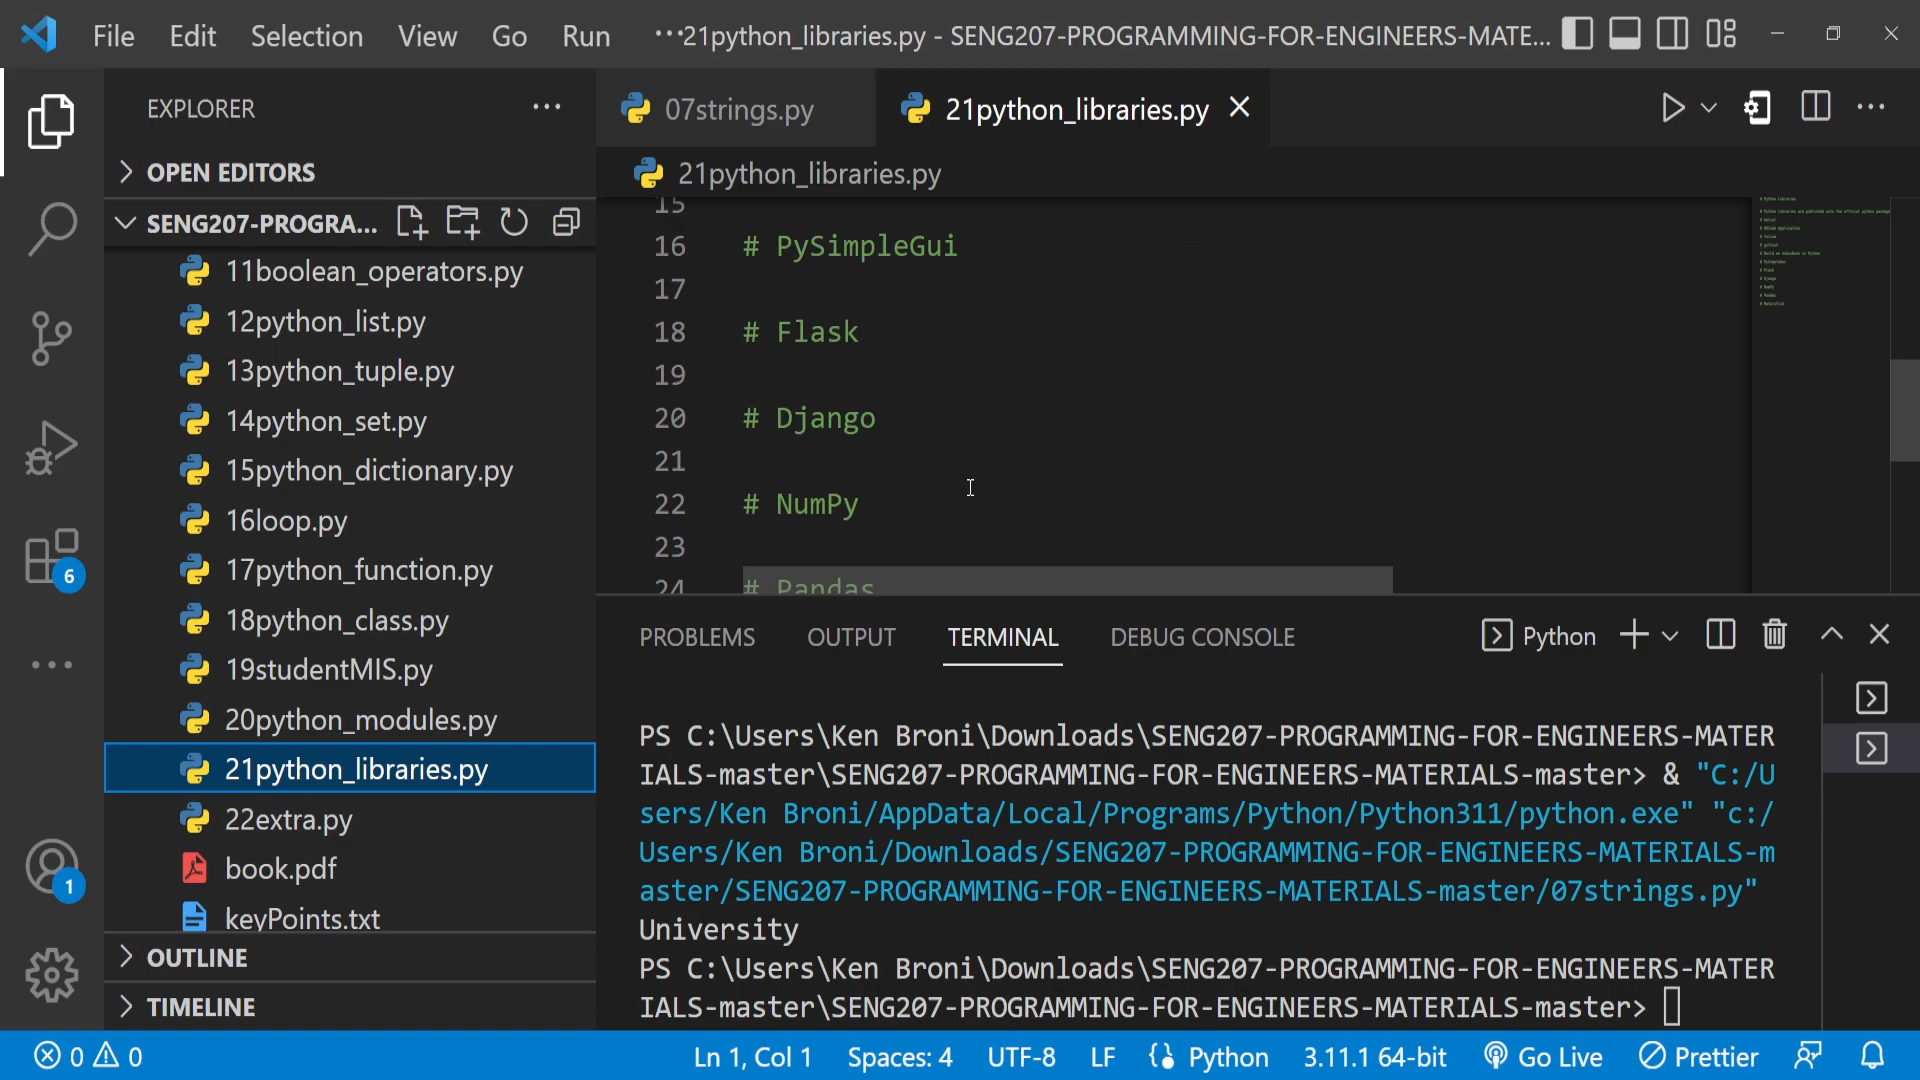 File Edit Selection View Go Run ··· 21python_libraries.py - SENG207-PROGRAMMING-FOR-ENGINEERS-MATE...
EXPLORER
OPEN EDITORS
SENG207-PROGRA...
11boolean_operators.py
12python_list.py
13python_tuple.py
14python_set.py
15python_dictionary.py
16loop.py
17python_function.py
18python_class.py
19studentMIS.py
20python_modules.py
21python_libraries.py
22extra.py
book.pdf
keyPoints.txt
OUTLINE
TIMELINE
6
1
07strings.py 21python_libraries.py
21python_libraries.py
15
16 # PySimpleGui
17
18 # Flask
19
20 # Django
21
22 # NumPy
23
24 # Pandas
PROBLEMS OUTPUT TERMINAL DEBUG CONSOLE Python
PS C:\Users\Ken Broni\Downloads\SENG207-PROGRAMMING-FOR-ENGINEERS-MATER
IALS-master\SENG207-PROGRAMMING-FOR-ENGINEERS-MATERIALS-master> & "C:/U
sers/Ken Broni/AppData/Local/Programs/Python/Python311/python.exe" "c:/
Users/Ken Broni/Downloads/SENG207-PROGRAMMING-FOR-ENGINEERS-MATERIALS-m
aster/SENG207-PROGRAMMING-FOR-ENGINEERS-MATERIALS-master/07strings.py"
University
PS C:\Users\Ken Broni\Downloads\SENG207-PROGRAMMING-FOR-ENGINEERS-MATER
IALS-master\SENG207-PROGRAMMING-FOR-ENGINEERS-MATERIALS-master>
0 0 Ln 1, Col 1 Spaces: 4 UTF-8 LF Python 3.11.1 64-bit Go Live Prettier